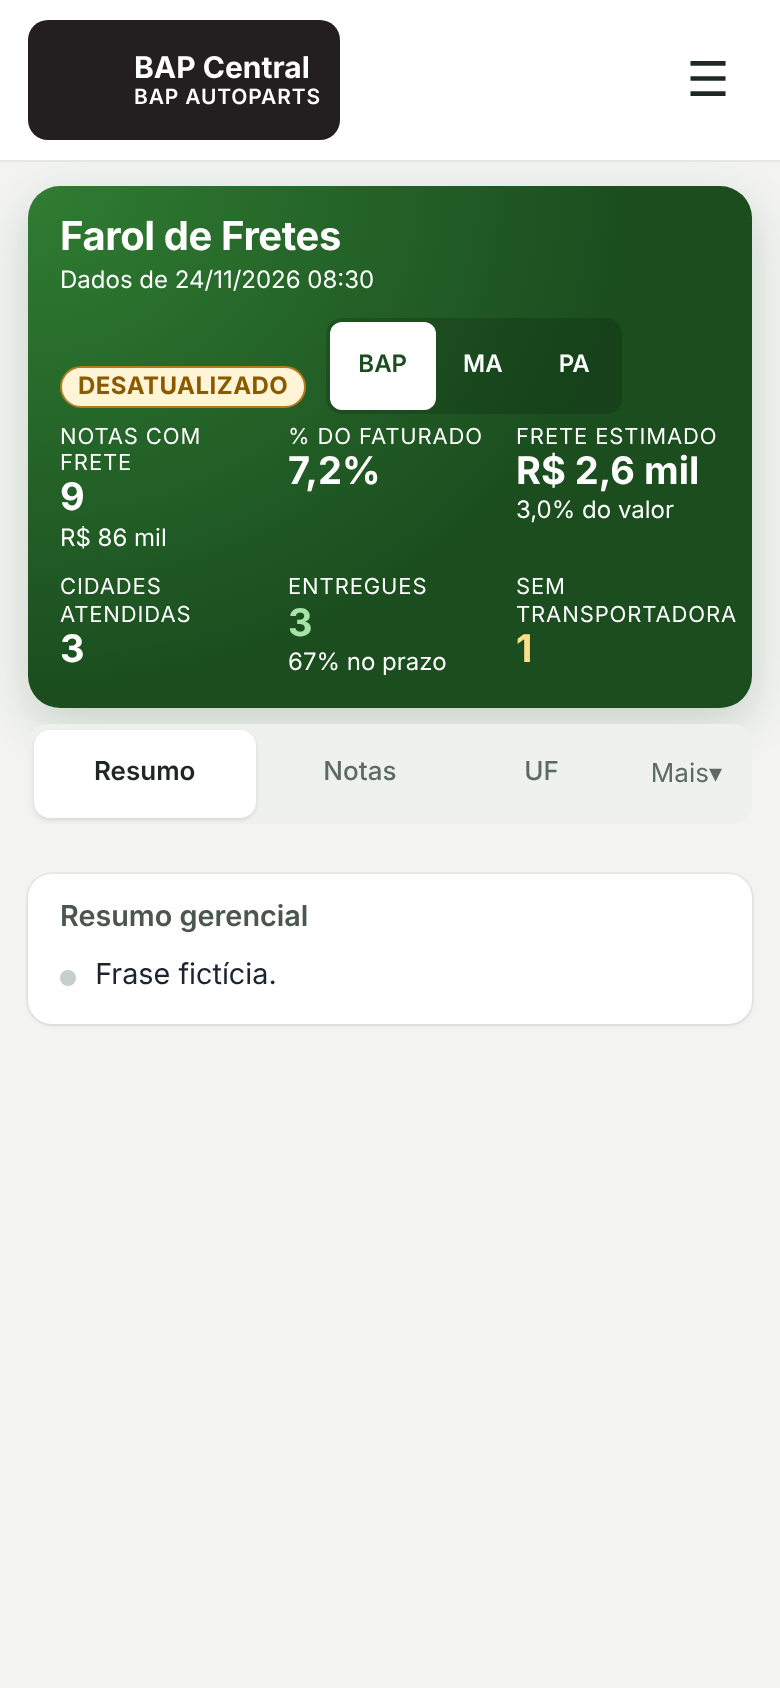 BAP Central
BAP AUTOPARTS
☰
Farol de Fretes
Dados de 24/11/2026 08:30
DESATUALIZADO
BAP MA PA
NOTAS COM
FRETE
9
R$ 86 mil
% DO FATURADO
7,2%
FRETE ESTIMADO
R$ 2,6 mil
3,0% do valor
CIDADES
ATENDIDAS
3
ENTREGUES
3
67% no prazo
SEM
TRANSPORTADORA
1
Resumo Notas UF Mais▾
Resumo gerencial
Frase fictícia.